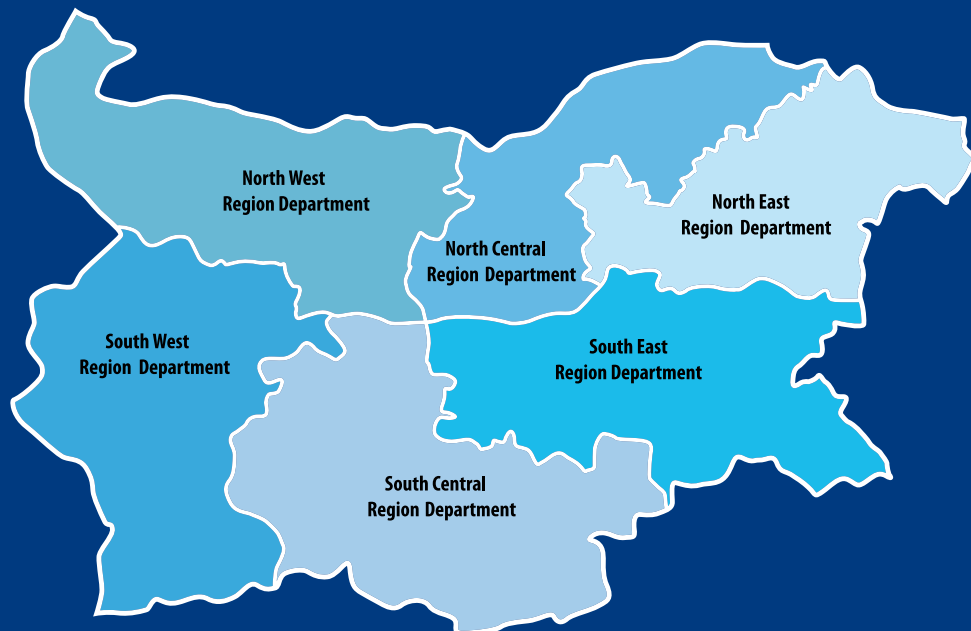 North West
Region Department
North East
Region Department
North Central
Region Department
South West
Region Department
South East
Region Department
South Central
Region Department